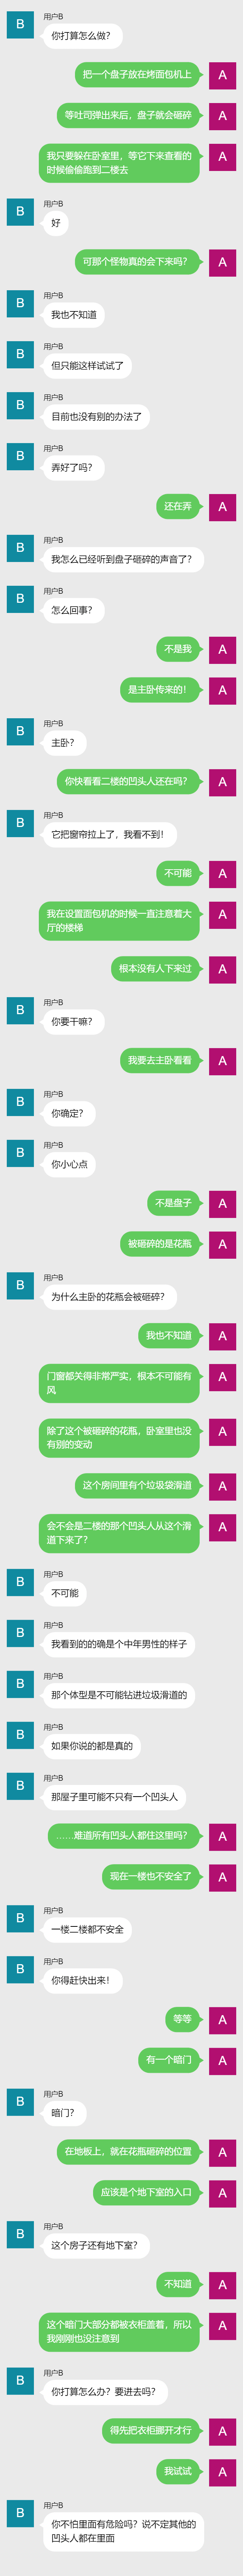 B
用户B
你打算怎么做？
把一个盘子放在烤面包机上
A
等吐司弹出来后，盘子就会砸碎
A
我只要躲在卧室里，等它下来查看的
时候偷偷跑到二楼去
A
B
用户B
好
可那个怪物真的会下来吗？
A
B
用户B
我也不知道
B
用户B
但只能这样试试了
B
用户B
目前也没有别的办法了
B
用户B
弄好了吗？
还在弄
A
B
用户B
我怎么已经听到盘子砸碎的声音了？
B
用户B
怎么回事？
不是我
A
是主卧传来的！
A
B
用户B
主卧？
你快看看二楼的凹头人还在吗？
A
B
用户B
它把窗帘拉上了，我看不到！
不可能
A
我在设置面包机的时候一直注意着大
厅的楼梯
A
根本没有人下来过
A
B
用户B
你要干嘛？
我要去主卧看看
A
B
用户B
你确定？
B
用户B
你小心点
不是盘子
A
被砸碎的是花瓶
A
B
用户B
为什么主卧的花瓶会被砸碎？
我也不知道
A
门窗都关得非常严实，根本不可能有
风
A
除了这个被砸碎的花瓶，卧室里也没
有别的变动
A
这个房间里有个垃圾袋滑道
A
会不会是二楼的那个凹头人从这个滑
道下来了？
A
B
用户B
不可能
B
用户B
我看到的的确是个中年男性的样子
B
用户B
那个体型是不可能钻进垃圾滑道的
B
用户B
如果你说的都是真的
B
用户B
那屋子里可能不只有一个凹头人
……难道所有凹头人都住这里吗？
A
现在一楼也不安全了
A
B
用户B
一楼二楼都不安全
B
用户B
你得赶快出来！
等等
A
有一个暗门
A
B
用户B
暗门？
在地板上，就在花瓶砸碎的位置
A
应该是个地下室的入口
A
B
用户B
这个房子还有地下室？
不知道
A
这个暗门大部分都被衣柜盖着，所以
我刚刚也没注意到
A
B
用户B
你打算怎么办？要进去吗？
得先把衣柜挪开才行
A
我试试
A
B
用户B
你不怕里面有危险吗？说不定其他的
凹头人都在里面